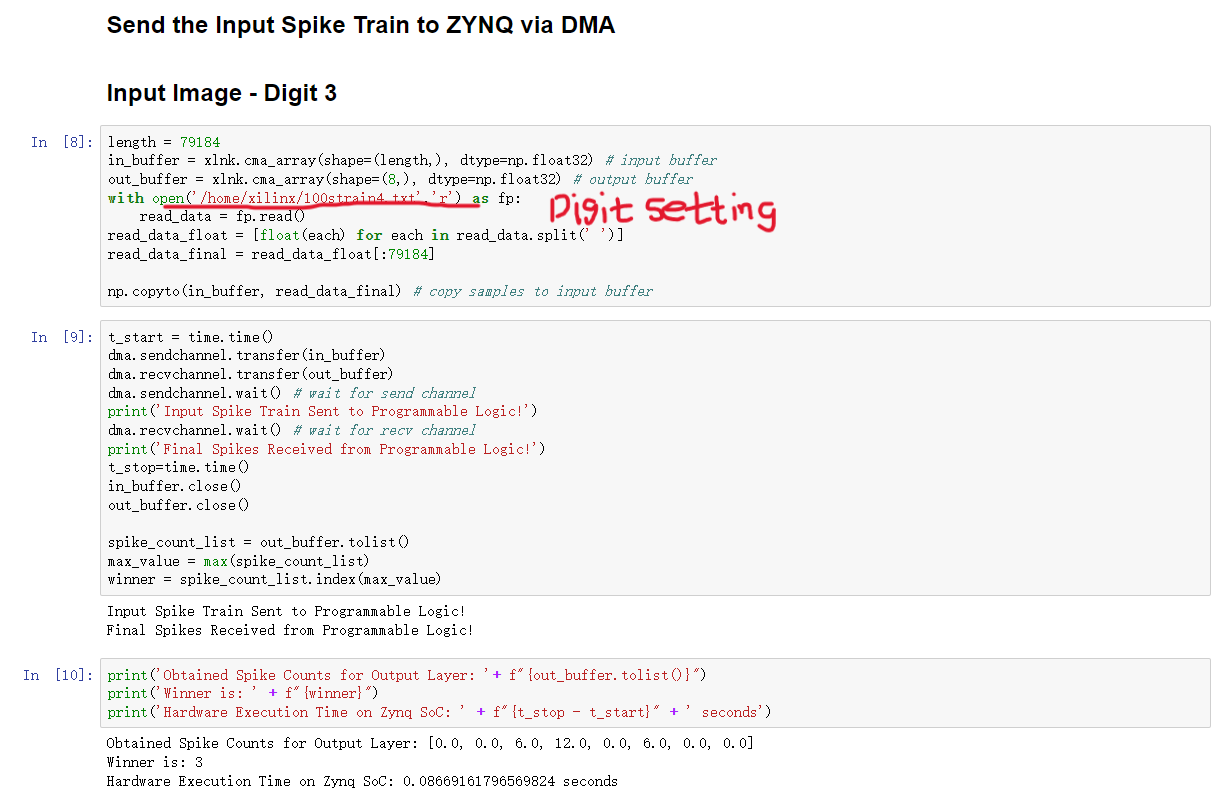 Send the Input Spike Train to ZYNQ via DMA
Input Image - Digit 3
In [8]:
length = 79184
in_buffer = xlnk.cma_array(shape=(length,), dtype=np.float32) # input buffer
out_buffer = xlnk.cma_array(shape=(8,), dtype=np.float32) # output buffer
with open('/home/xilinx/100strain4.txt','r') as fp:
    read_data = fp.read()
Digit setting
read_data_float = [float(each) for each in read_data.split(' ')]
read_data_final = read_data_float[:79184]
np.copyto(in_buffer, read_data_final) # copy samples to input buffer
In [9]:
t_start = time.time()
dma.sendchannel.transfer(in_buffer)
dma.recvchannel.transfer(out_buffer)
dma.sendchannel.wait() # wait for send channel
print('Input Spike Train Sent to Programmable Logic!')
dma.recvchannel.wait() # wait for recv channel
print('Final Spikes Received from Programmable Logic!')
t_stop=time.time()
in_buffer.close()
out_buffer.close()
spike_count_list = out_buffer.tolist()
max_value = max(spike_count_list)
winner = spike_count_list.index(max_value)
Input Spike Train Sent to Programmable Logic!
Final Spikes Received from Programmable Logic!
In [10]:
print('Obtained Spike Counts for Output Layer: '+ f"{out_buffer.tolist()}")
print('Winner is: ' + f"{winner}")
print('Hardware Execution Time on Zynq SoC: ' + f"{t_stop - t_start}" + ' seconds')
Obtained Spike Counts for Output Layer: [0.0, 0.0, 6.0, 12.0, 0.0, 6.0, 0.0, 0.0]
Winner is: 3
Hardware Execution Time on Zynq SoC: 0.08669161796569824 seconds